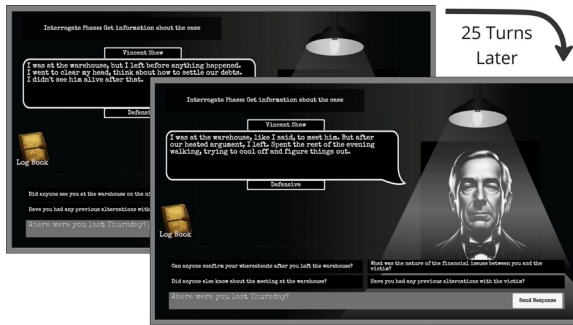 Interrogate Phase: Get information about the case
Vincent Shaw
I was at the warehouse, but I left before anything happened.
I went to clear my head, think about how to settle our debts.
I didn't see him alive after that.
Defensi
Log Book
Did anyone see you at the warehouse on the ni
Have you had any previous altercations with
Where were you last Thursday?
25 Turns
Later
Interrogate Phase: Get information about the case
Vincent Shaw
I was at the warehouse, like I said, to meet him. But after
our heated argument, I left. Spent the rest of the evening
walking, trying to cool off and figure things out.
Defensive
Log Book
Can anyone confirm your whereabouts after you left the warehouse?
What was the nature of the financial issues between you and the
victim?
Did anyone else know about the meeting at the warehouse?
Have you had any previous altercations with the victim?
Where were you last Thursday?
Send Response